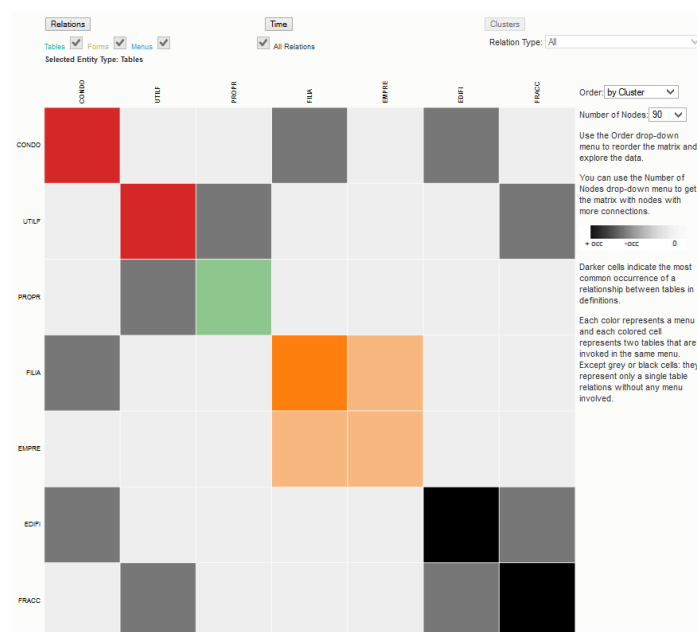 Relations
Time
Clusters
Tables Forms Menus
All Relations
Relation Type: All
Selected Entity Type: Tables
CONDO
UTILF
PROPR
FILIA
EMPRE
EDIFI
FRACC
Order: by Cluster
Number of Nodes: 90
Use the Order drop-down
menu to reorder the matrix and
explore the data.
You can use the Number of
Nodes drop-down menu to get
the matrix with nodes with
more connections.
+ occ -occ 0
Darker cells indicate the most
common occurrence of a
relationship between tables in
definitions.
Each color represents a menu
and each colored cell
represents two tables that are
invoked in the same menu.
Except grey or black cells: they
represent only a single table
relations without any menu
involved.
CONDO
UTILF
PROPR
FILIA
EMPRE
EDIFI
FRACC